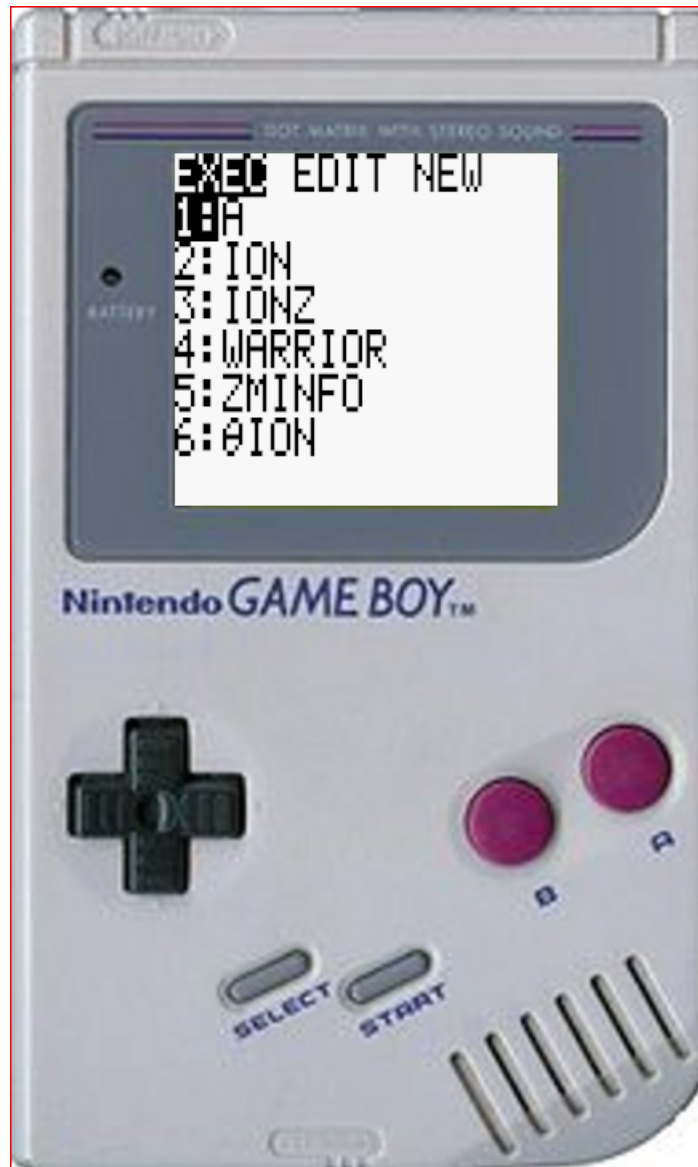 DOT MATRIX WITH STEREO SOUND
EXEC EDIT NEW
1:A
2:ION
3:IONZ
4:WARRIOR
5:ZMINFO
6:θION
BATTERY
Nintendo GAME BOY™
A
B
SELECT
START